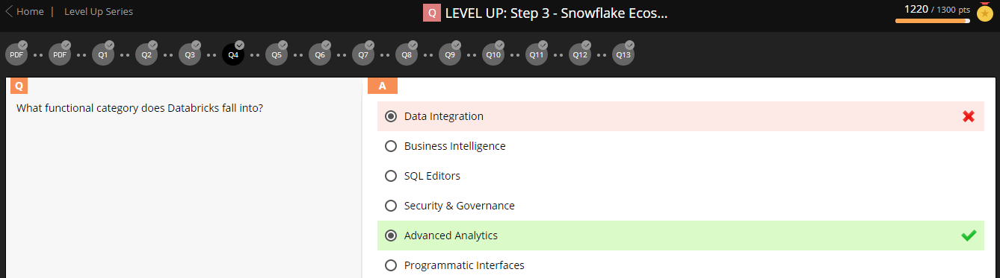 Home | Level Up Series
Q LEVEL UP: Step 3 - Snowflake Ecos...
1220 / 1300 pts
PDF PDF Q1 Q2 Q3 Q4 Q5 Q6 Q7 Q8 Q9 Q10 Q11 Q12 Q13
Q
What functional category does Databricks fall into?
A
Data Integration
Business Intelligence
SQL Editors
Security & Governance
Advanced Analytics
Programmatic Interfaces